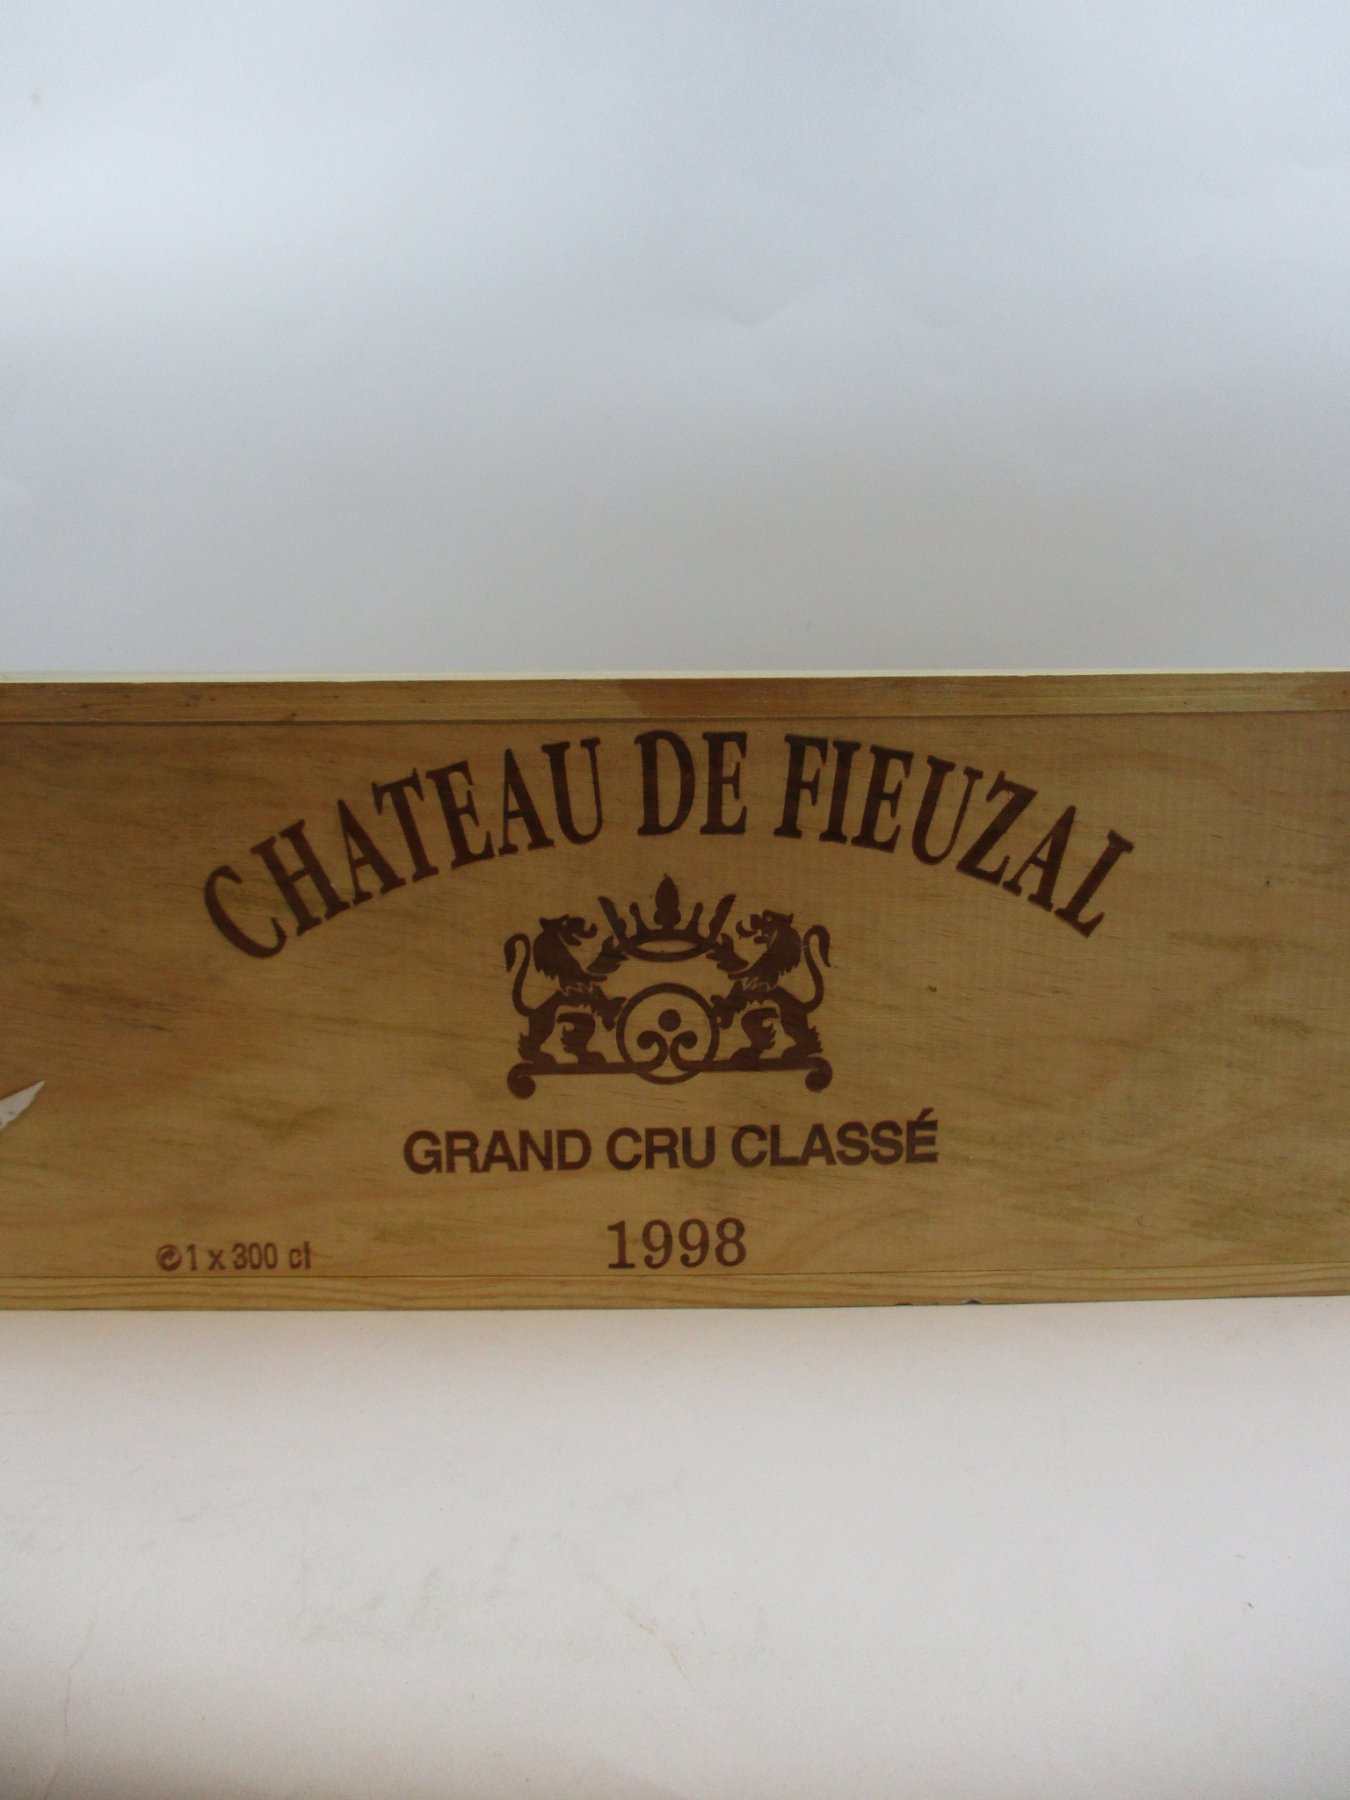 CHATEAU DE FIEUZAL
GRAND CRU CLASSÉ
1998
1 x 300 cl